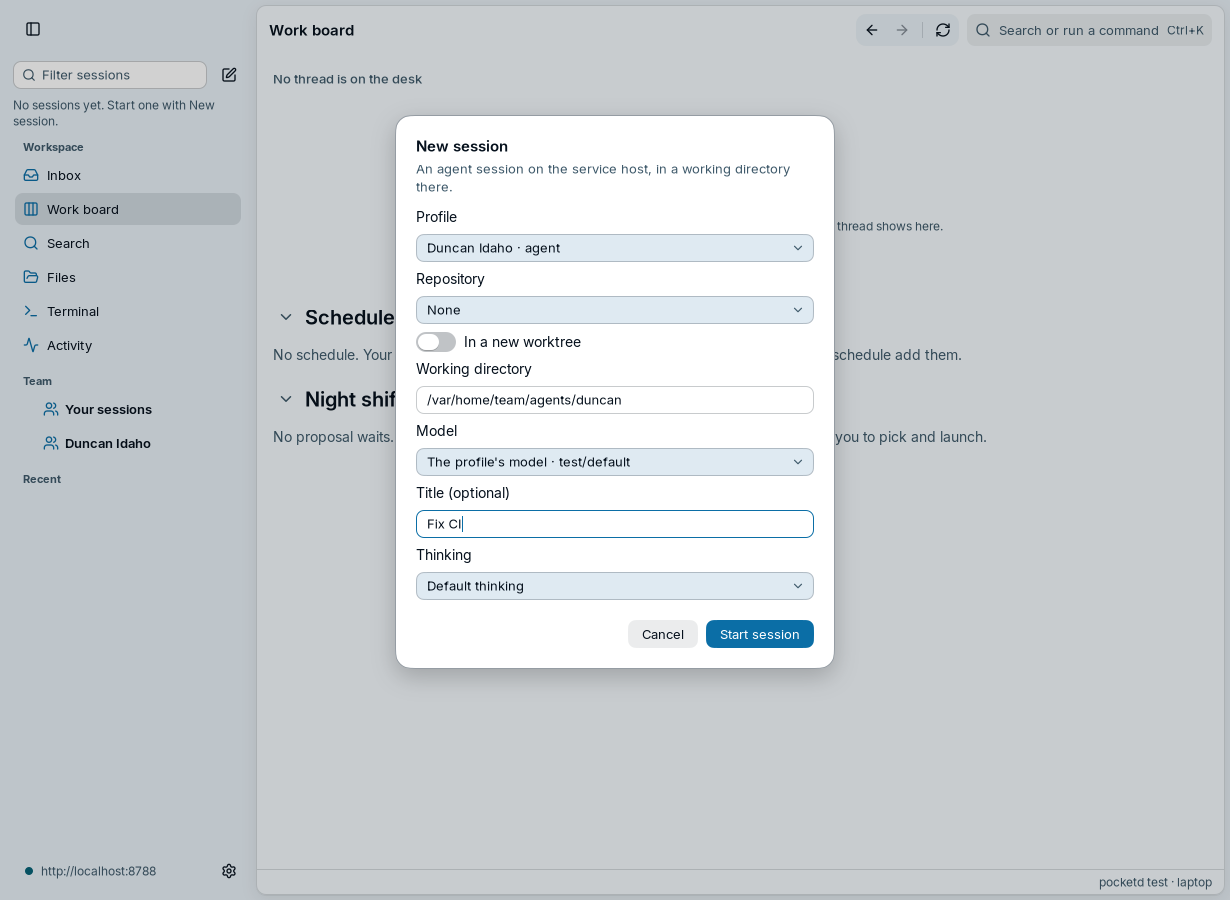 Work board
Search or run a command Ctrl+K
Filter sessions
No sessions yet. Start one with New
session.
Workspace
Inbox
Work board
Search
Files
Terminal
Activity
Team
Your sessions
Duncan Idaho
Recent
http://localhost:8788
No thread is on the desk
thread shows here.
Schedule
No schedule. Your
schedule add them.
Night shif
No proposal waits.
you to pick and launch.
New session
An agent session on the service host, in a working directory
there.
Profile
Duncan Idaho · agent
Repository
None
In a new worktree
Working directory
/var/home/team/agents/duncan
Model
The profile's model · test/default
Title (optional)
Fix CI
Thinking
Default thinking
Cancel
Start session
pocketd test · laptop